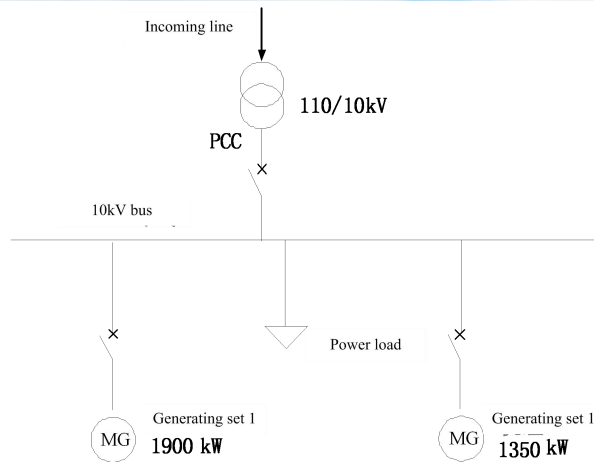 Incoming line
110/10kV
PCC
10kV bus
Power load
Generating set 1
MG
1900 kW
Generating set 1
MG
1350 kW